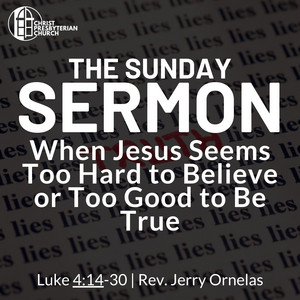 CHRIST
PRESBYTERIAN
CHURCH
THE SUNDAY
SERMON
When Jesus Seems
Too Hard to Believe
or Too Good to Be
True
Luke 4:14-30 | Rev. Jerry Ornelas